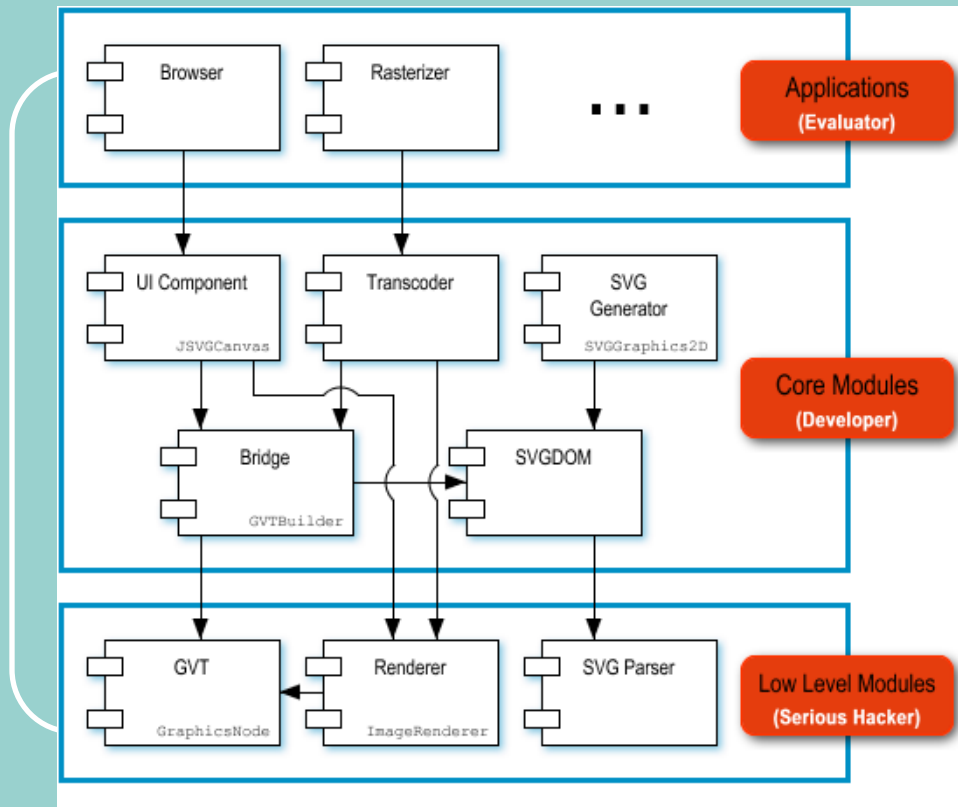 Browser
Rasterizer
...
Applications
(Evaluator)
UI Component
JSVGCanvas
Transcoder
SVG
Generator
SVGGraphics2D
Core Modules
(Developer)
Bridge
GVTBuilder
SVGDOM
GVT
GraphicsNode
Renderer
ImageRenderer
SVG Parser
Low Level Modules
(Serious Hacker)